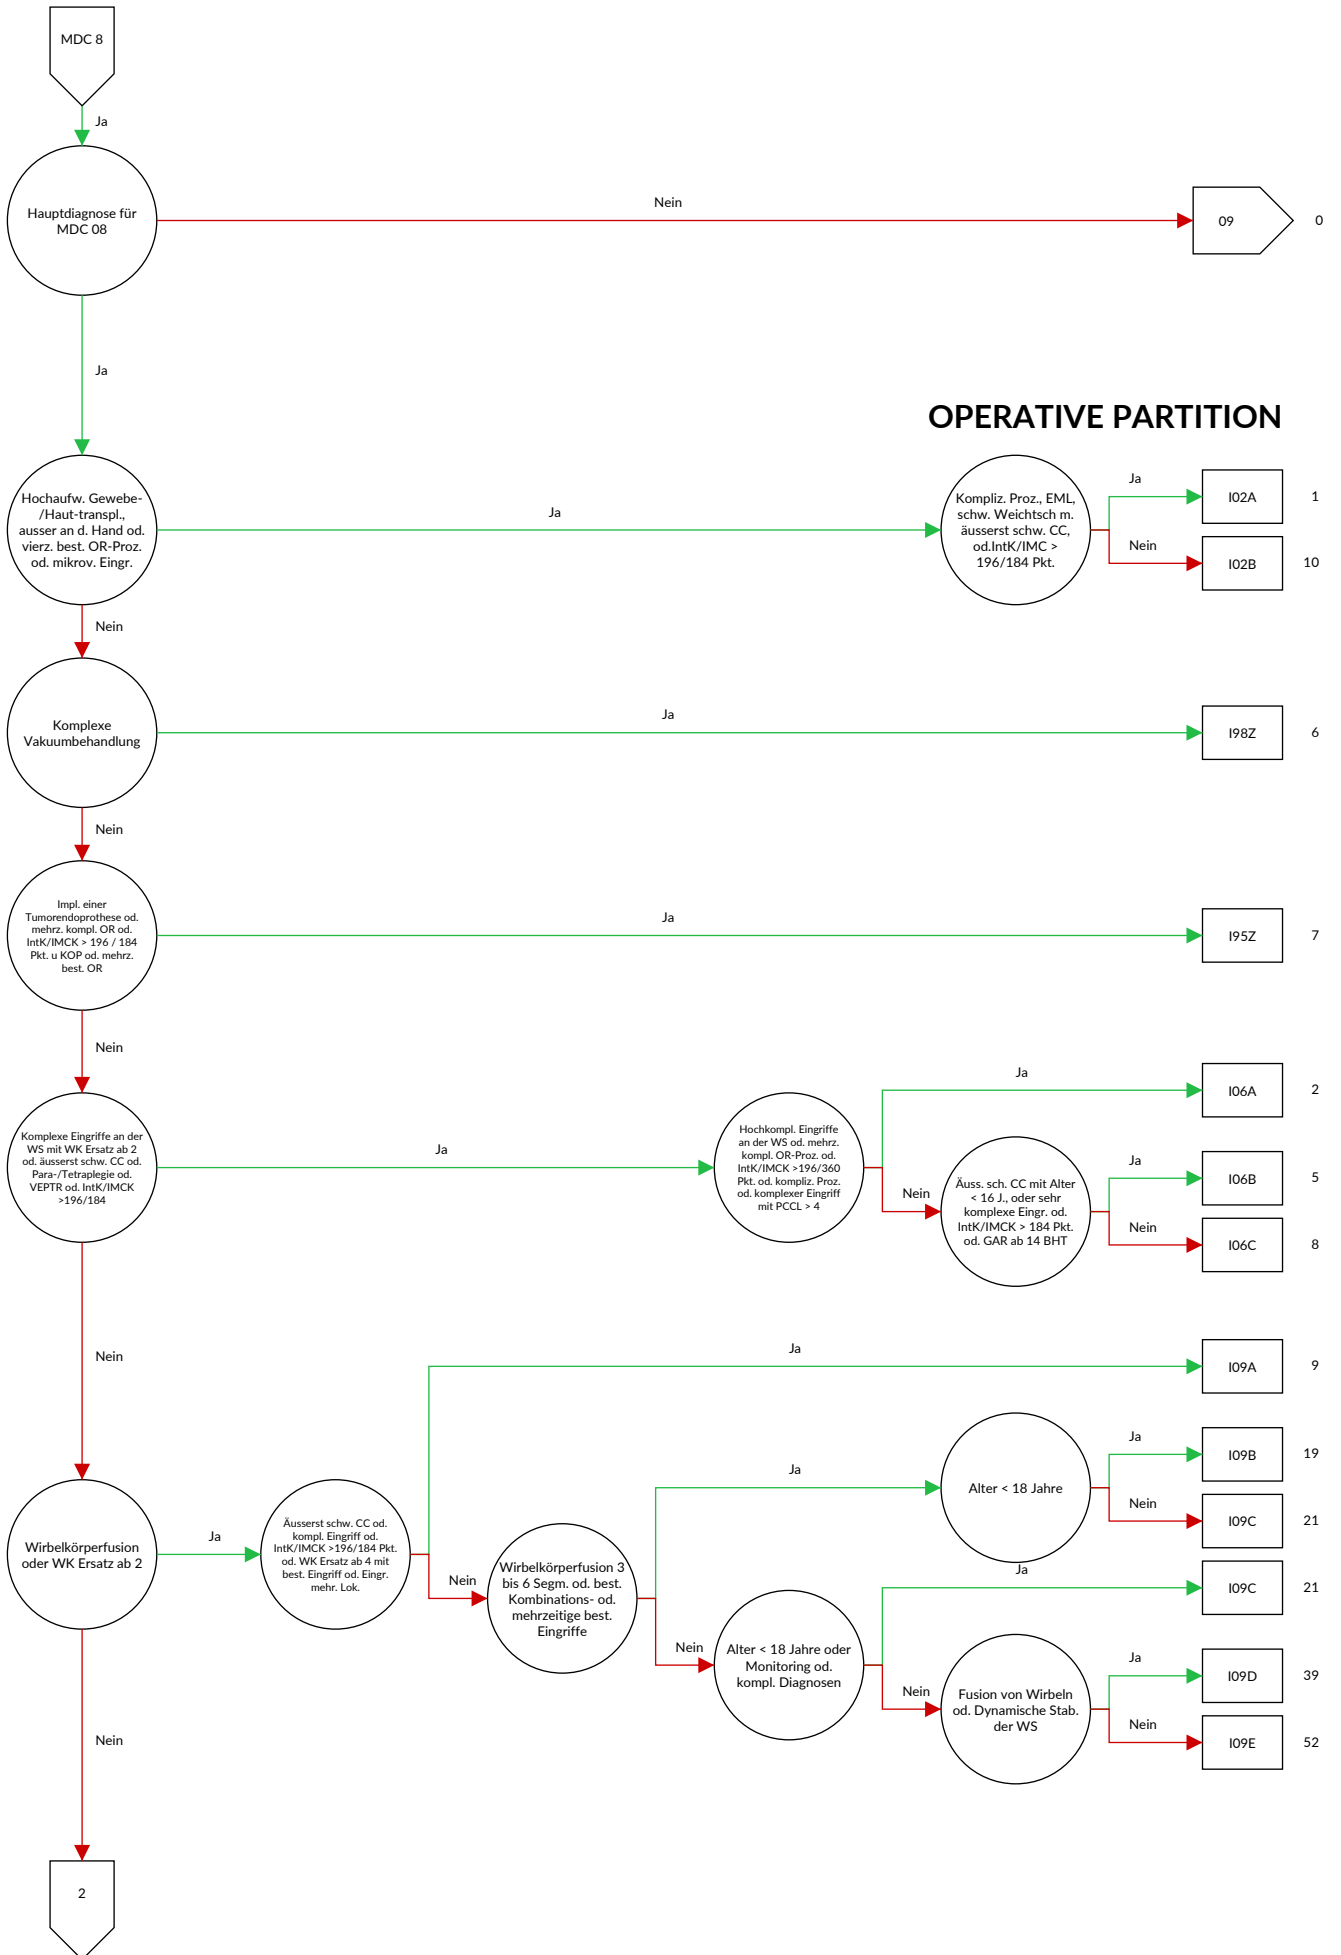 MDC 8
Ja
Hauptdiagnose für
MDC 08
Nein
09
0
Ja
OPERATIVE PARTITION
Hochaufw. Gewebe-
/Haut-transpl.,
ausser an d. Hand od.
vierz. best. OR-Proz.
od. mikrov. Eingr.
Ja
Kompliz. Proz., EML,
schw. Weichtsch m.
äusserst schw. CC,
od.IntK/IMC >
196/184 Pkt.
Ja
I02A
1
Nein
I02B
10
Nein
Komplexe
Vakuumbehandlung
Ja
I98Z
6
Nein
Impl. einer
Tumorendoprothese od.
mehrz. kompl. OR od.
IntK/IMCK > 196 / 184
Pkt. u KOP od. mehrz.
best. OR
Ja
I95Z
7
Nein
Komplexe Eingriffe an der
WS mit WK Ersatz ab 2
od. äusserst schw. CC od.
Para-/Tetraplegie od.
VEPTR od. IntK/IMCK
>196/184
Ja
Hochkompl. Eingriffe
an der WS od. mehrz.
kompl. OR-Proz. od.
IntK/IMCK >196/360
Pkt. od. kompliz. Proz.
od. komplexer Eingriff
mit PCCL > 4
Ja
I06A
2
Nein
Äuss. sch. CC mit Alter
< 16 J., oder sehr
komplexe Eingr. od.
IntK/IMCK > 184 Pkt.
od. GAR ab 14 BHT
Ja
I06B
5
Nein
I06C
8
Nein
Wirbelkörperfusion
oder WK Ersatz ab 2
Ja
Äusserst schw. CC od.
kompl. Eingriff od.
IntK/IMCK >196/184 Pkt.
od. WK Ersatz ab 4 mit
best. Eingriff od. Eingr.
mehr. Lok.
Ja
I09A
9
Nein
Wirbelkörperfusion 3
bis 6 Segm. od. best.
Kombinations- od.
mehrzeitige best.
Eingriffe
Ja
Alter < 18 Jahre
Ja
I09B
19
Nein
I09C
21
Nein
Alter < 18 Jahre oder
Monitoring od.
kompl. Diagnosen
Ja
I09C
21
Nein
Fusion von Wirbeln
od. Dynamische Stab.
der WS
Ja
I09D
39
Nein
I09E
52
Nein
2